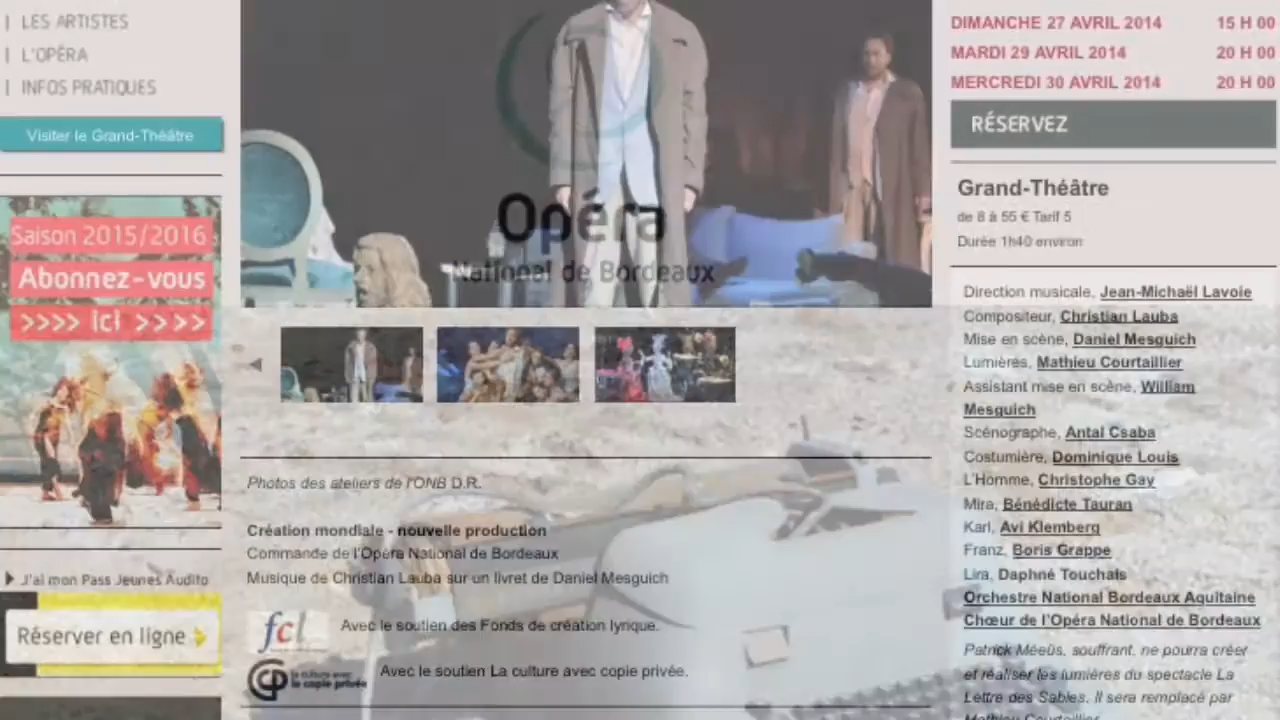 | LES ARTISTES
| L'OPÉRA
| INFOS PRATIQUES
Visiter le Grand-Théâtre
Saison 2015/2016
Abonnez-vous
>>>> ici >>>>
J'ai mon Pass Jeunes Audito
Réserver en ligne
Opéra
National de Bordeaux
Photos des ateliers de l'ONB D.R.
Création mondiale - nouvelle production
Commande de l'Opéra National de Bordeaux
Musique de Christian Lauba sur un livret de Daniel Mesguich
fcl
Avec le soutien des Fonds de création lyrique.
la culture avec
la copie privée
Avec le soutien La culture avec copie privée.
DIMANCHE 27 AVRIL 2014 15 H 00
MARDI 29 AVRIL 2014 20 H 00
MERCREDI 30 AVRIL 2014 20 H 00
RÉSERVEZ
Grand-Théâtre
de 8 à 55 € Tarif 5
Durée 1h40 environ
Direction musicale, Jean-Michaël Lavoie
Compositeur, Christian Lauba
Mise en scène, Daniel Mesguich
Lumières, Mathieu Courtaillier
Assistant mise en scène, William
Mesguich
Scénographe, Antal Csaba
Costumière, Dominique Louis
L'Homme, Christophe Gay
Mira, Bénédicte Tauran
Karl, Avi Klemberg
Franz, Boris Grappe
Lira, Daphné Touchais
Orchestre National Bordeaux Aquitaine
Chœur de l'Opéra National de Bordeaux
Patrick Méeüs, souffrant, ne pourra créer
et réaliser les lumières du spectacle La
Lettre des Sables. Il sera remplacé par
Mathieu Courtaillier